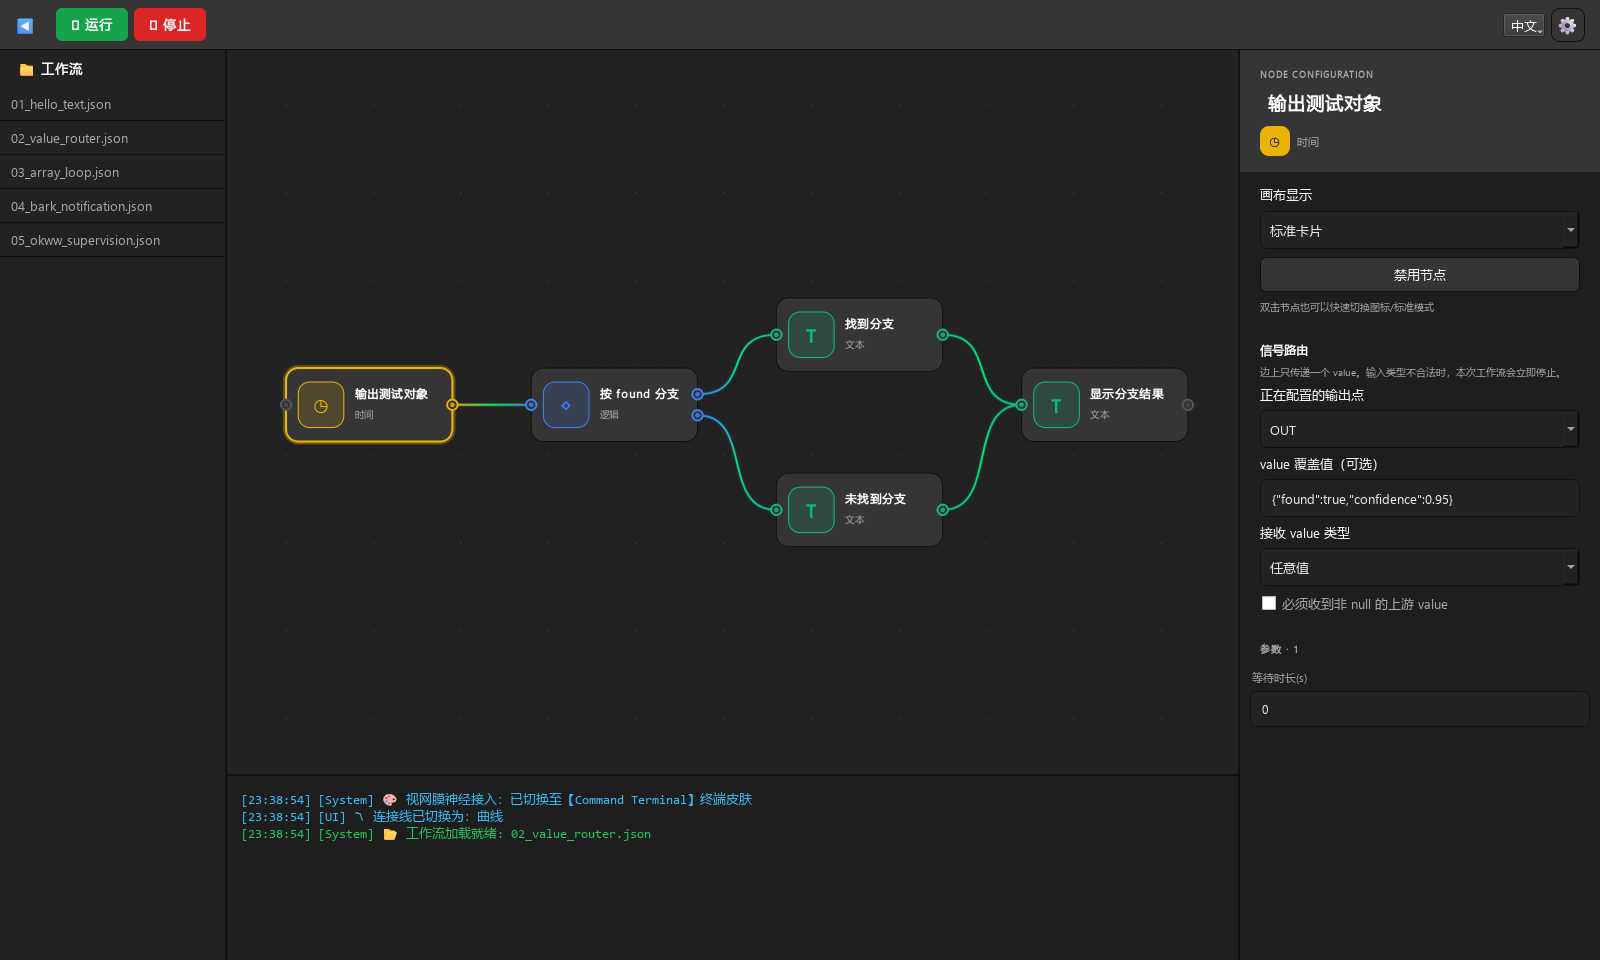 运行
停止
中文
工作流
01_hello_text.json
02_value_router.json
03_array_loop.json
04_bark_notification.json
05_okww_supervision.json
输出测试对象
时间
按 found 分支
逻辑
T
找到分支
文本
T
未找到分支
文本
T
显示分支结果
文本
[23:38:54] [System] 🎨 视网膜神经接入：已切换至【Command Terminal】终端皮肤
[23:38:54] [UI] 〽 连接线已切换为：曲线
[23:38:54] [System] 📂 工作流加载就绪: 02_value_router.json
NODE CONFIGURATION
输出测试对象
时间
画布显示
标准卡片
禁用节点
双击节点也可以快速切换图标/标准模式
信号路由
边上只传递一个 value。输入类型不合法时，本次工作流会立即停止。
正在配置的输出点
OUT
value 覆盖值（可选）
{"found":true,"confidence":0.95}
接收 value 类型
任意值
必须收到非 null 的上游 value
参数 · 1
等待时长(s)
0